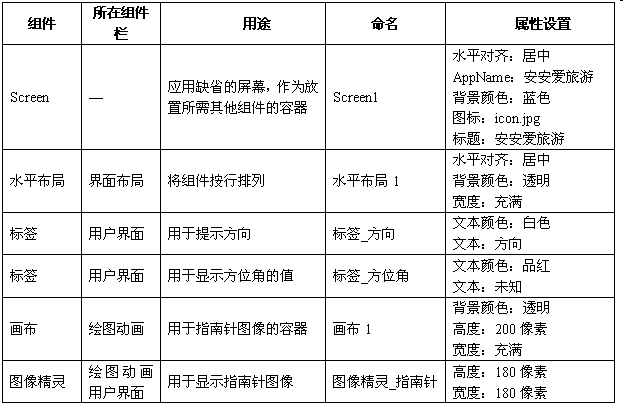 组件 所在组件栏 用途 命名 属性设置
Screen — 应用缺省的屏幕，作为放置所需其他组件的容器 Screen1 水平对齐：居中
AppName：安安爱旅游
背景颜色：蓝色
图标：icon.jpg
标题：安安爱旅游
水平布局 界面布局 将组件按行排列 水平布局 1 水平对齐：居中
背景颜色：透明
宽度：充满
标签 用户界面 用于提示方向 标签_方向 文本颜色：白色
文本：方向
标签 用户界面 用于显示方位角的值 标签_方位角 文本颜色：品红
文本：未知
画布 绘图动画 用于指南针图像的容器 画布 1 背景颜色：透明
高度：200 像素
宽度：充满
图像精灵 绘图动画 用户界面 用于显示指南针图像 图像精灵_指南针 高度：180 像素
宽度：180 像素